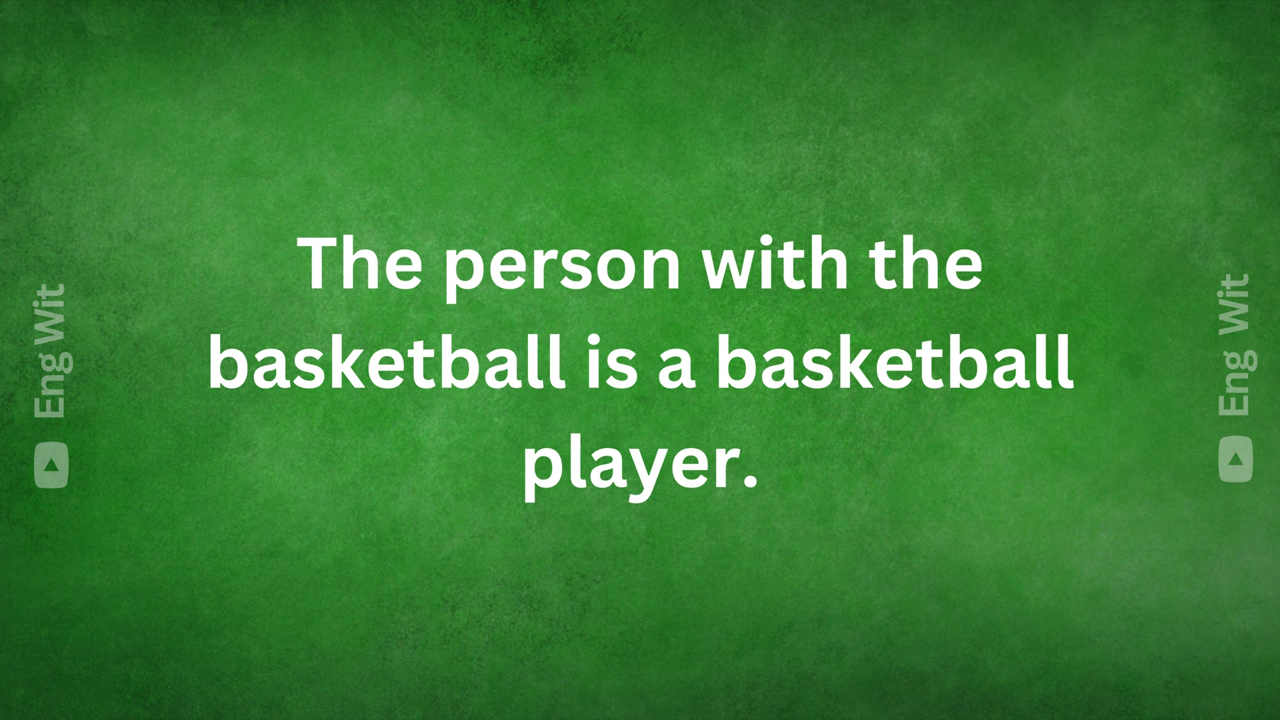 The person with the
basketball is a basketball
player.
Eng Wit
Eng Wit